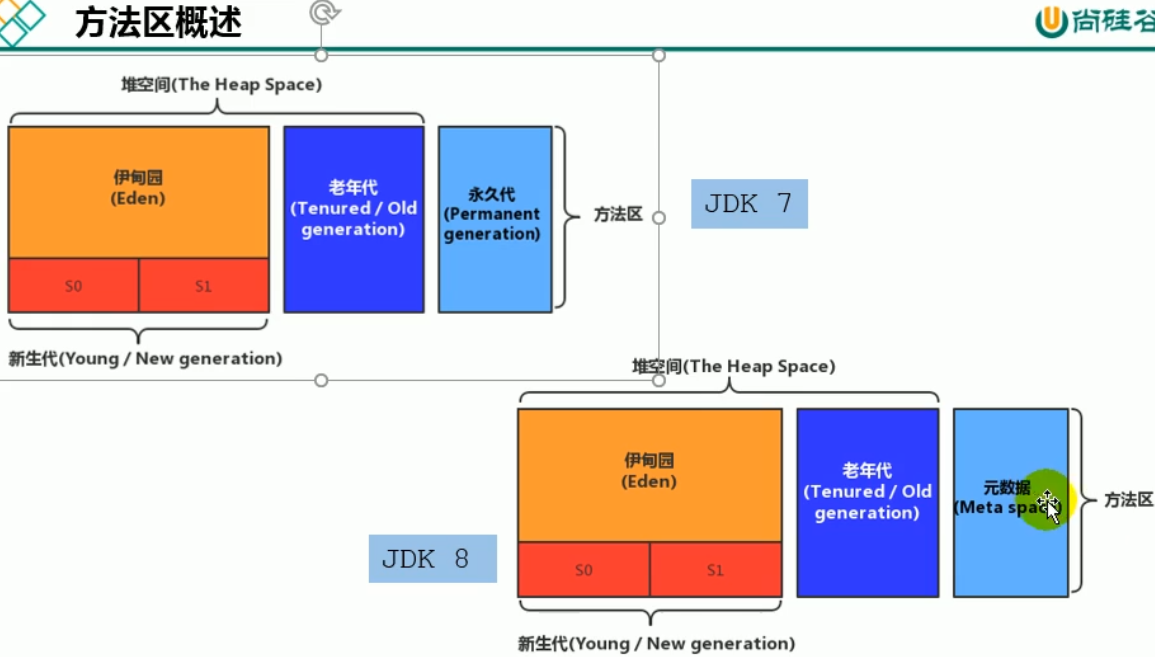 方法区概述
尚硅谷
堆空间(The Heap Space)
伊甸园
(Eden)
S0
S1
老年代
(Tenured / Old
generation)
永久代
(Permanent
generation)
方法区
JDK 7
新生代(Young / New generation)
堆空间(The Heap Space)
伊甸园
(Eden)
S0
S1
老年代
(Tenured / Old
generation)
元数据
(Meta space)
方法区
JDK 8
新生代(Young / New generation)